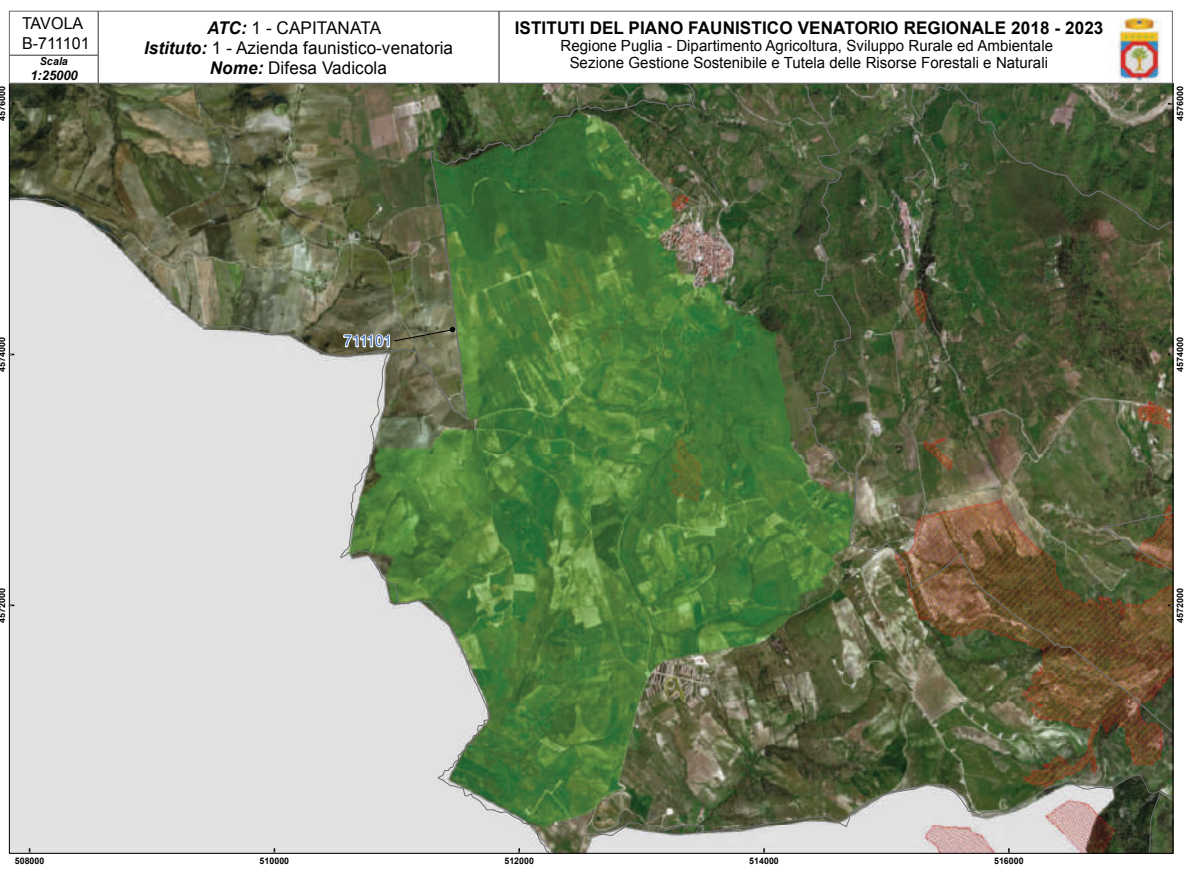 TAVOLA
B-711101
Scala
1:25000
ATC: 1 - CAPITANATA
Istituto: 1 - Azienda faunistico-venatoria
Nome: Difesa Vadicola
ISTITUTI DEL PIANO FAUNISTICO VENATORIO REGIONALE 2018 - 2023
Regione Puglia - Dipartimento Agricoltura, Sviluppo Rurale ed Ambientale
Sezione Gestione Sostenibile e Tutela delle Risorse Forestali e Naturali
4576000
4576000
711101
4574000
4574000
4572000
4572000
508000
510000
512000
514000
516000